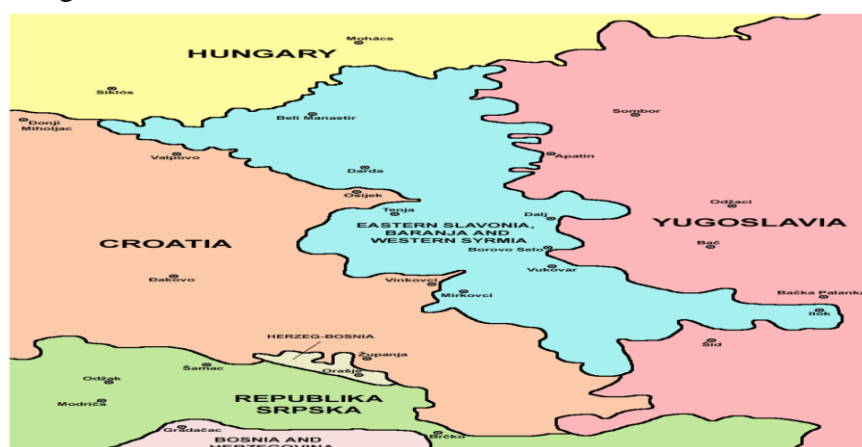 Mohács
HUNGARY
Siklós
Sombor
Beli Manastir
Donji
Miholjac
Valpovo
Apatin
Darda
Osijek
Odžaci
Tenja
Dalj
YUGOSLAVIA
EASTERN SLAVONIA,
BARANJA AND
WESTERN SYRMIA
CROATIA
Bač
Borovo Selo
Vukovar
Đakovo
Vinkovci
Mirkovci
Bačka Palanka
Ilok
HERZEG-BOSNIA
Šid
Županja
Šamac
Orašje
Odžak
REPUBLIKA
SRPSKA
Modriča
Gradačac
Brčko
BOSNIA AND
HERZEGOVINA